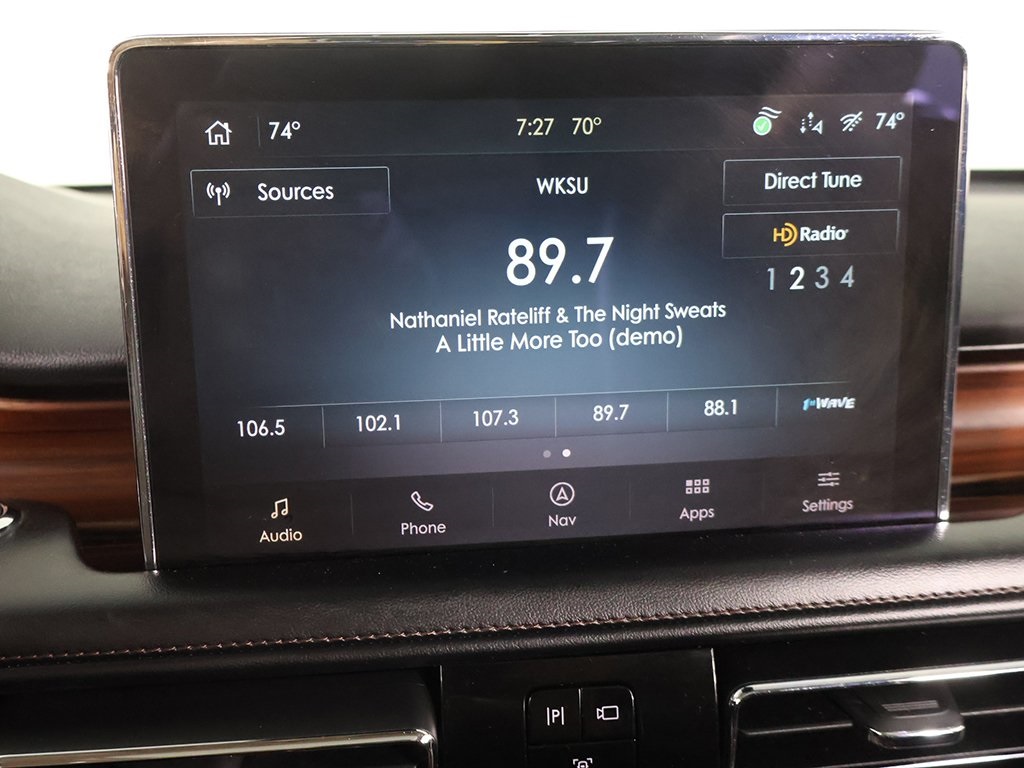 74° 7:27 70° 74°
Sources
WKSU
Direct Tune
HD Radio
89.7
1 2 3 4
Nathaniel Rateliff & The Night Sweats
A Little More Too (demo)
106.5 102.1 107.3 89.7 88.1 1st WAVE
Audio Phone Nav Apps Settings
P